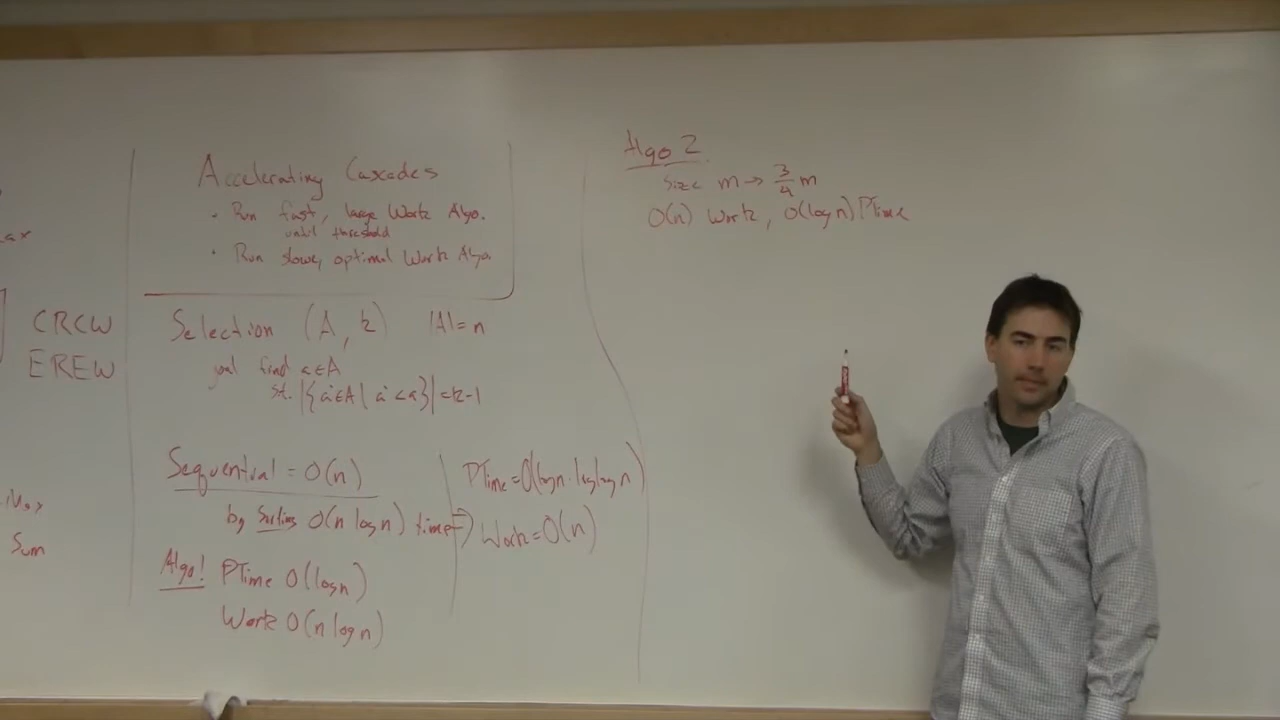 CRCW
EREW
Sum
Accelerating Cascades
· Run fast, large Work Algo.
until threshold
· Run slower, optimal Work Algo.
Selection (A, k) |A|=n
goal find a∈A
st. |{a'∈A | a' < a}| = k-1
Sequential = O(n)
by Sorting O(n log n) time
Algo! PTime O(log n)
Work O(n log n)
PTime = O(log n · log log n)
⇒ Work = O(n)
Algo 2
Size m → 3/4 m
O(n) Work, O(log n) PTime